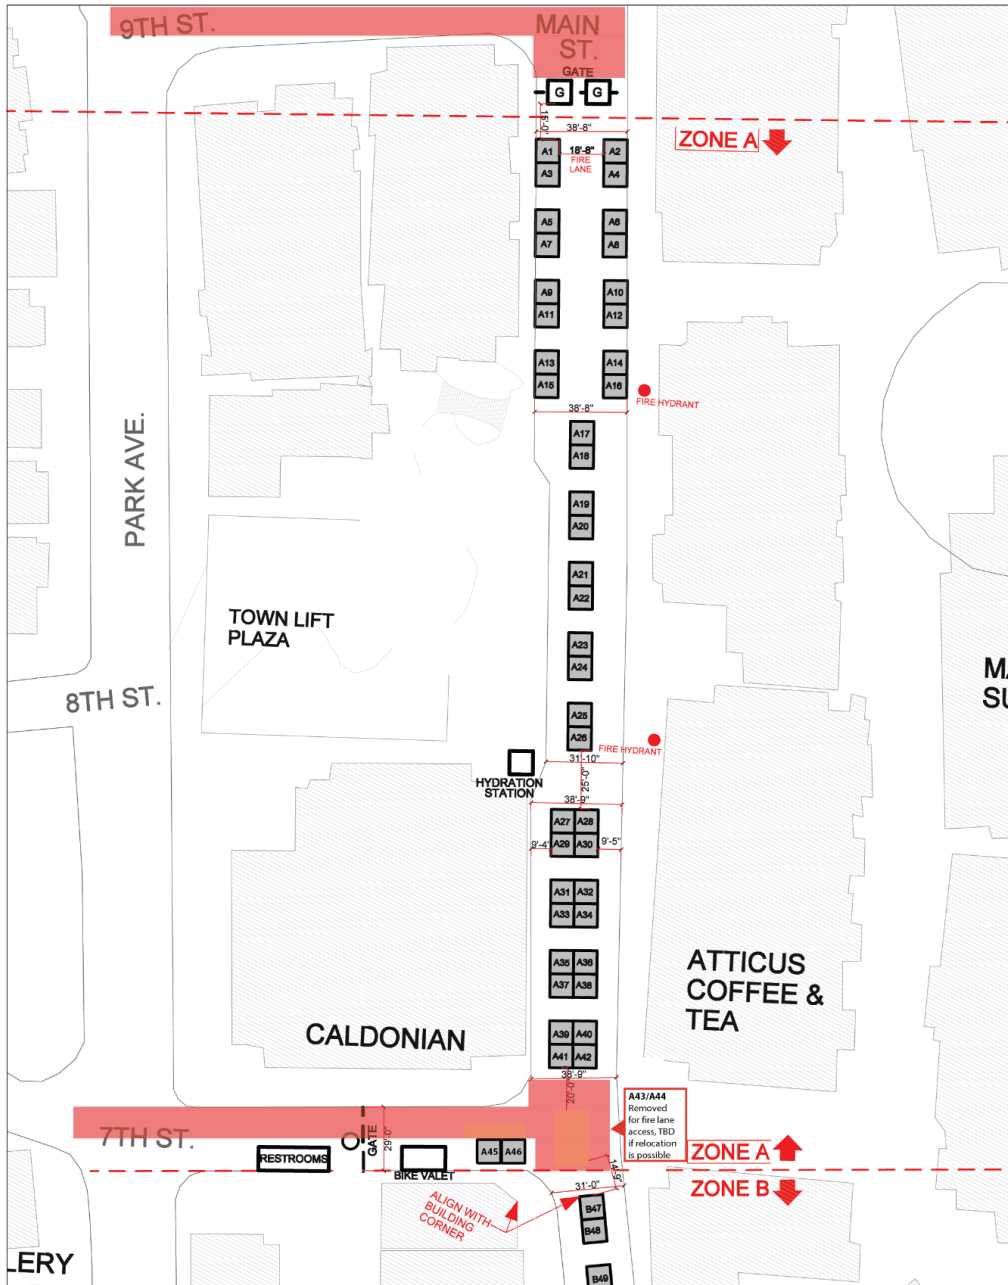 9TH ST.
MAIN
ST.
GATE
G G
16'-0"
38'-8"
ZONE A
A1 18'-8" A2
FIRE
LANE
A3 A4
A5 A6
A7 A8
A9 A10
A11 A12
A13 A14
A15 A16
FIRE HYDRANT
38'-8"
A17
A18
PARK AVE.
A19
A20
A21
A22
TOWN LIFT
PLAZA
A23
A24
8TH ST.
A25
A26
FIRE HYDRANT
31'-10"
HYDRATION
STATION
25'-0"
38'-9"
A27 A28
9'-4" A29 A30 9'-5"
A31 A32
A33 A34
A35 A36
A37 A38
ATTICUS
COFFEE &
TEA
CALDONIAN
A39 A40
A41 A42
38'-9"
20'-0"
A43/A44
Removed
for fire lane
access, TBD
if relocation
is possible
7TH ST.
GATE
29'-0"
RESTROOMS
BIKE VALET
A45 A46
ZONE A
14'-9"
ZONE B
31'-0"
ALIGN WITH
BUILDING
CORNER
B47
B48
B49
LERY